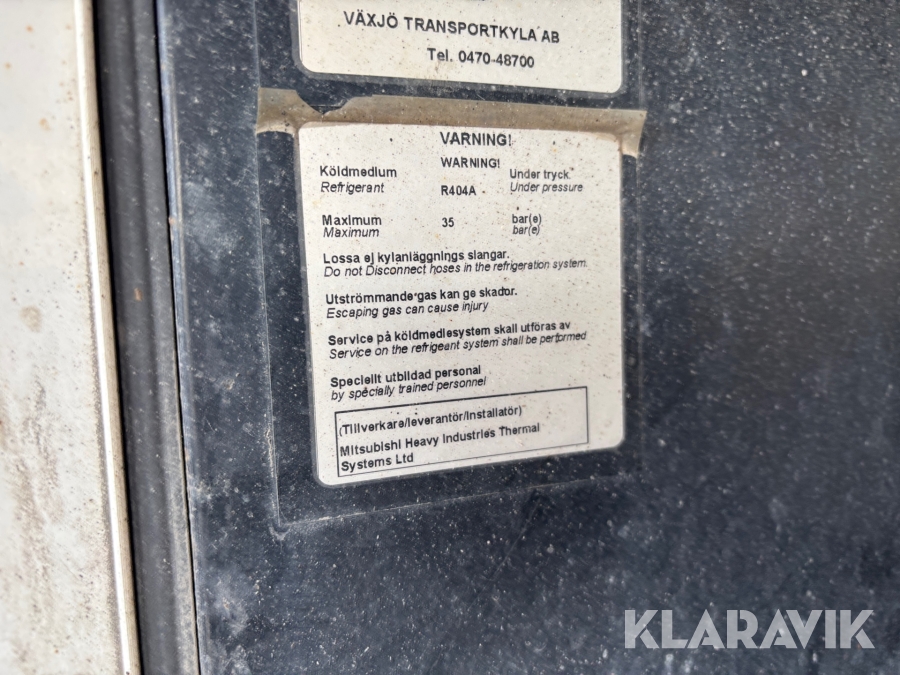 VÄXJÖ TRANSPORTKYLA AB
Tel. 0470-48700
VARNING!
WARNING!
Köldmedium Under tryck
Refrigerant R404A Under pressure
Maximum 35 bar(e)
Maximum bar(e)
Lossa ej kylanläggnings slangar.
Do not Disconnect hoses in the refrigeration system.
Utströmmande gas kan ge skador.
Escaping gas can cause injury
Service på köldmediesystem skall utföras av
Service on the refrigeant system shall be performed
Speciellt utbildad personal
by specially trained personnel
(Tillverkare/leverantör/Installatör)
Mitsubishi Heavy Industries Thermal
Systems Ltd
KLARAVIK